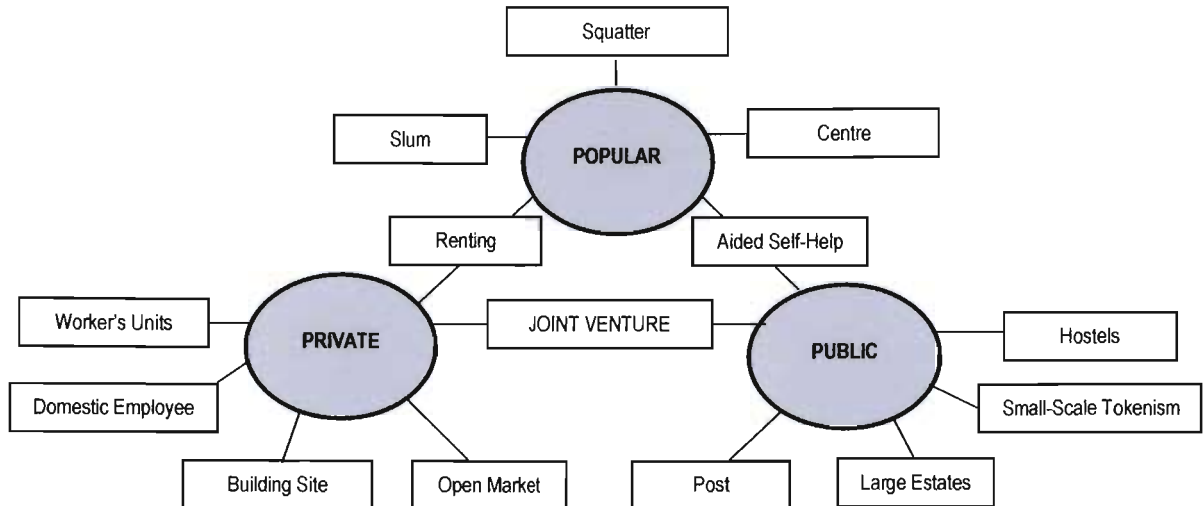 Squatter
Slum
Centre
POPULAR
Renting
Aided Self-Help
Worker's Units
JOINT VENTURE
PRIVATE
PUBLIC
Hostels
Domestic Employee
Small-Scale Tokenism
Building Site
Open Market
Post
Large Estates